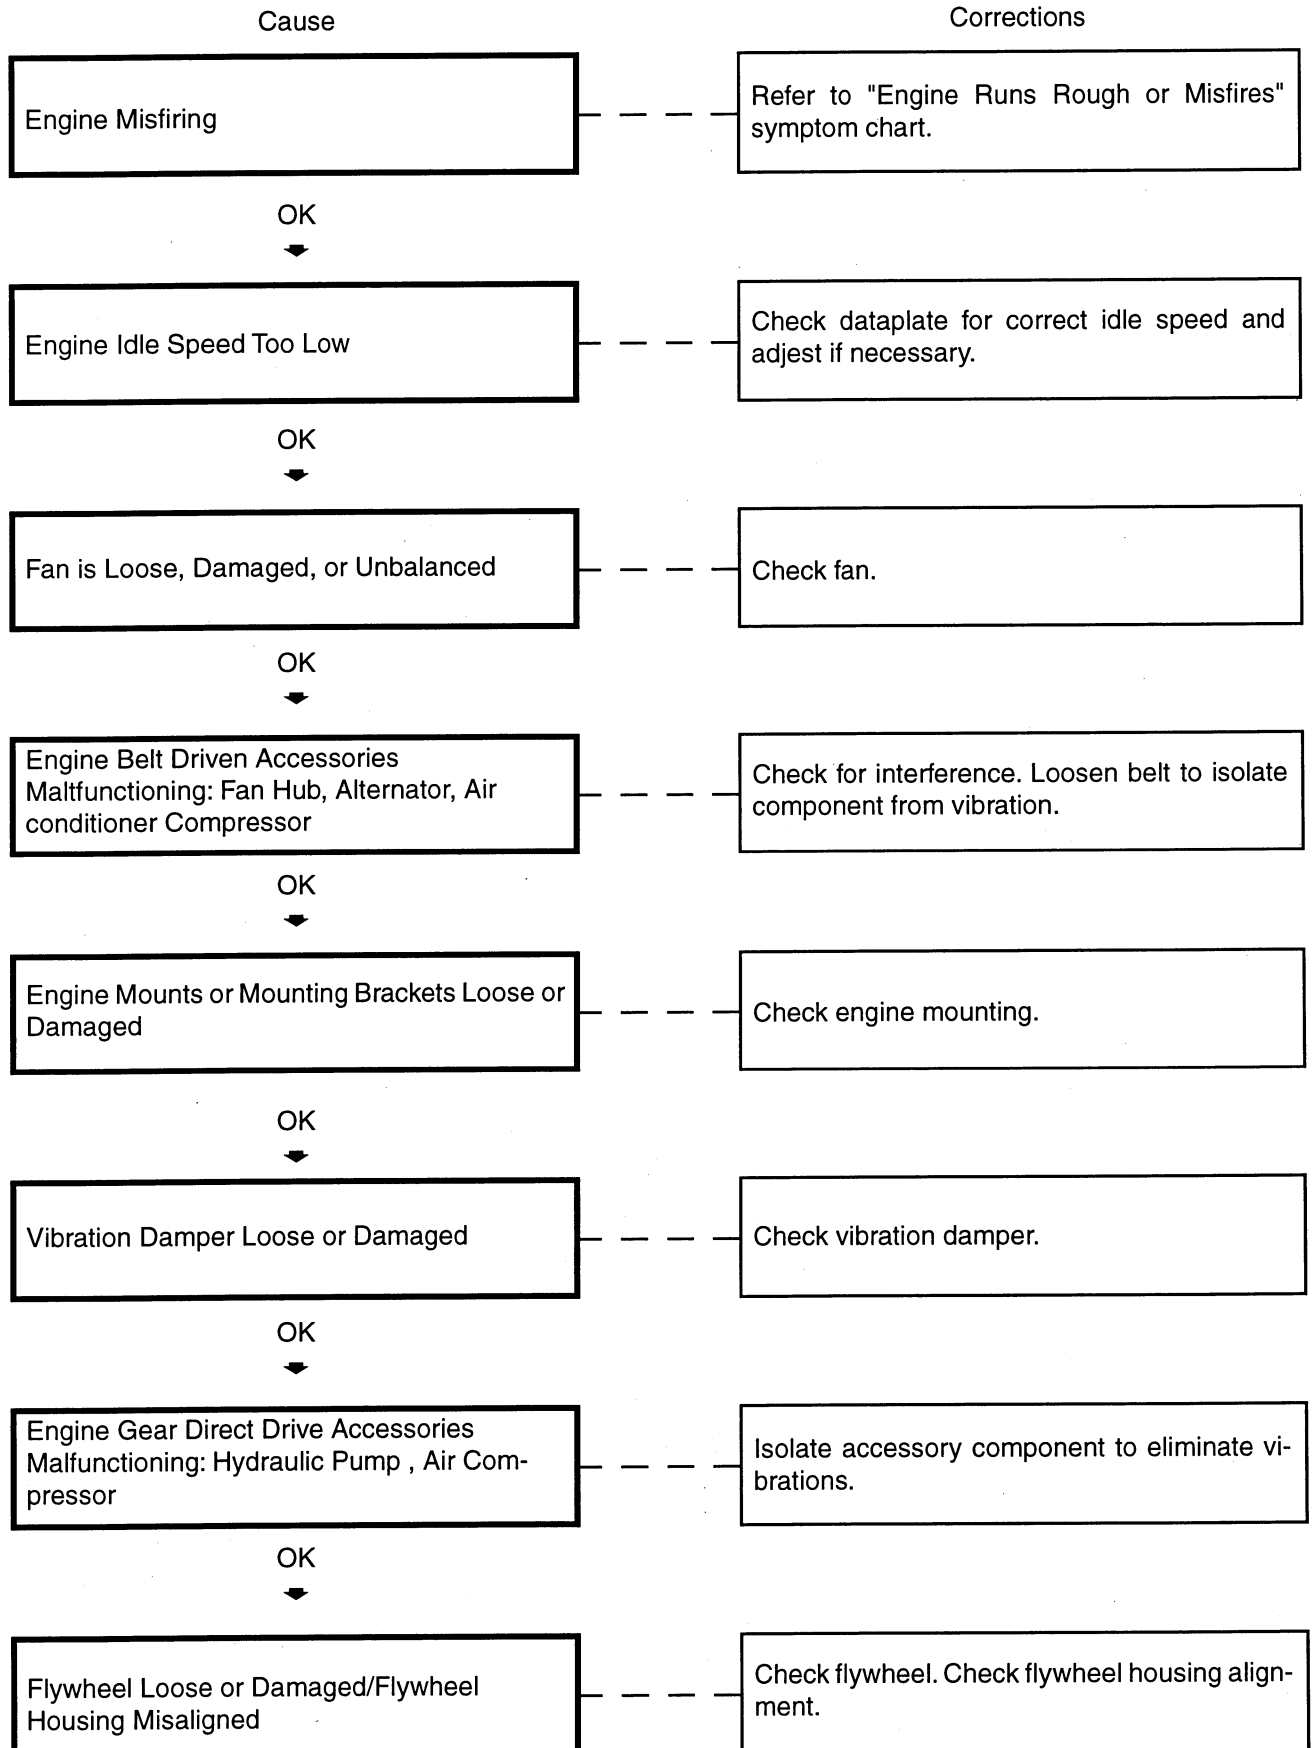 Cause
Corrections
Engine Misfiring
Refer to "Engine Runs Rough or Misfires"
symptom chart.
OK
Engine Idle Speed Too Low
Check dataplate for correct idle speed and
adjest if necessary.
OK
Fan is Loose, Damaged, or Unbalanced
Check fan.
OK
Engine Belt Driven Accessories
Maltfunctioning: Fan Hub, Alternator, Air
conditioner Compressor
Check for interference. Loosen belt to isolate
component from vibration.
OK
Engine Mounts or Mounting Brackets Loose or
Damaged
Check engine mounting.
OK
Vibration Damper Loose or Damaged
Check vibration damper.
OK
Engine Gear Direct Drive Accessories
Malfunctioning: Hydraulic Pump , Air Com-
pressor
Isolate accessory component to eliminate vi-
brations.
OK
Flywheel Loose or Damaged/Flywheel
Housing Misaligned
Check flywheel. Check flywheel housing align-
ment.